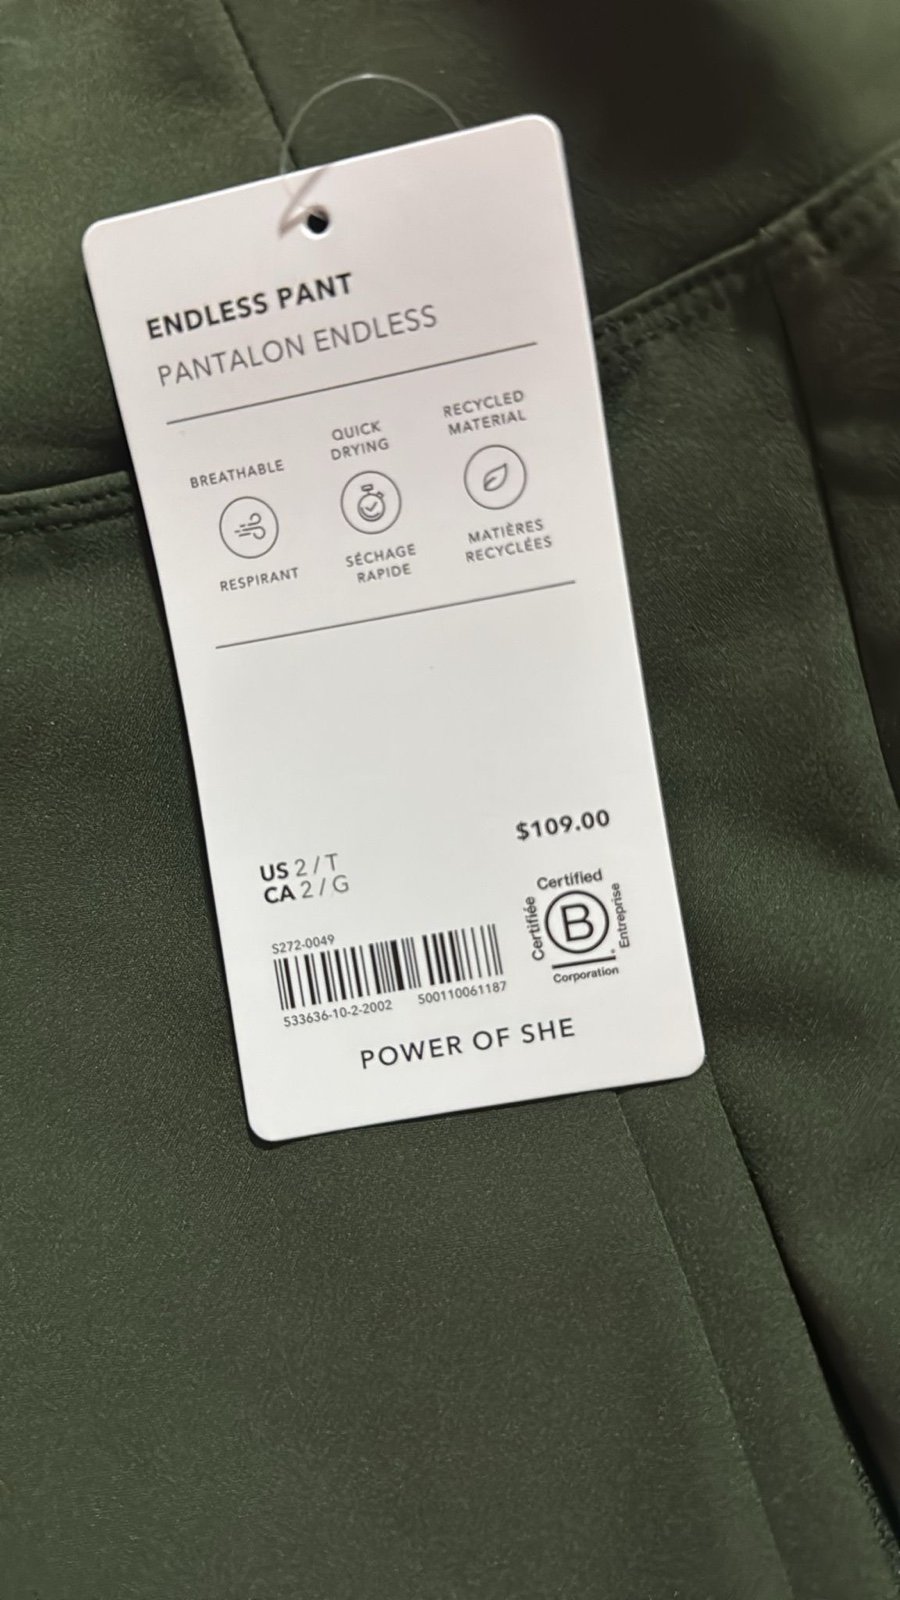 ENDLESS PANT
PANTALON ENDLESS
BREATHABLE
RESPIRANT
QUICK
DRYING
SÉCHAGE
RAPIDE
RECYCLED
MATERIAL
MATIÈRES
RECYCLÉES
$109.00
US 2 / T
CA 2 / G
S272-0049
533636-10-2-2002 500110061187
Certified
Certifiée
B
Entreprise
Corporation
POWER OF SHE